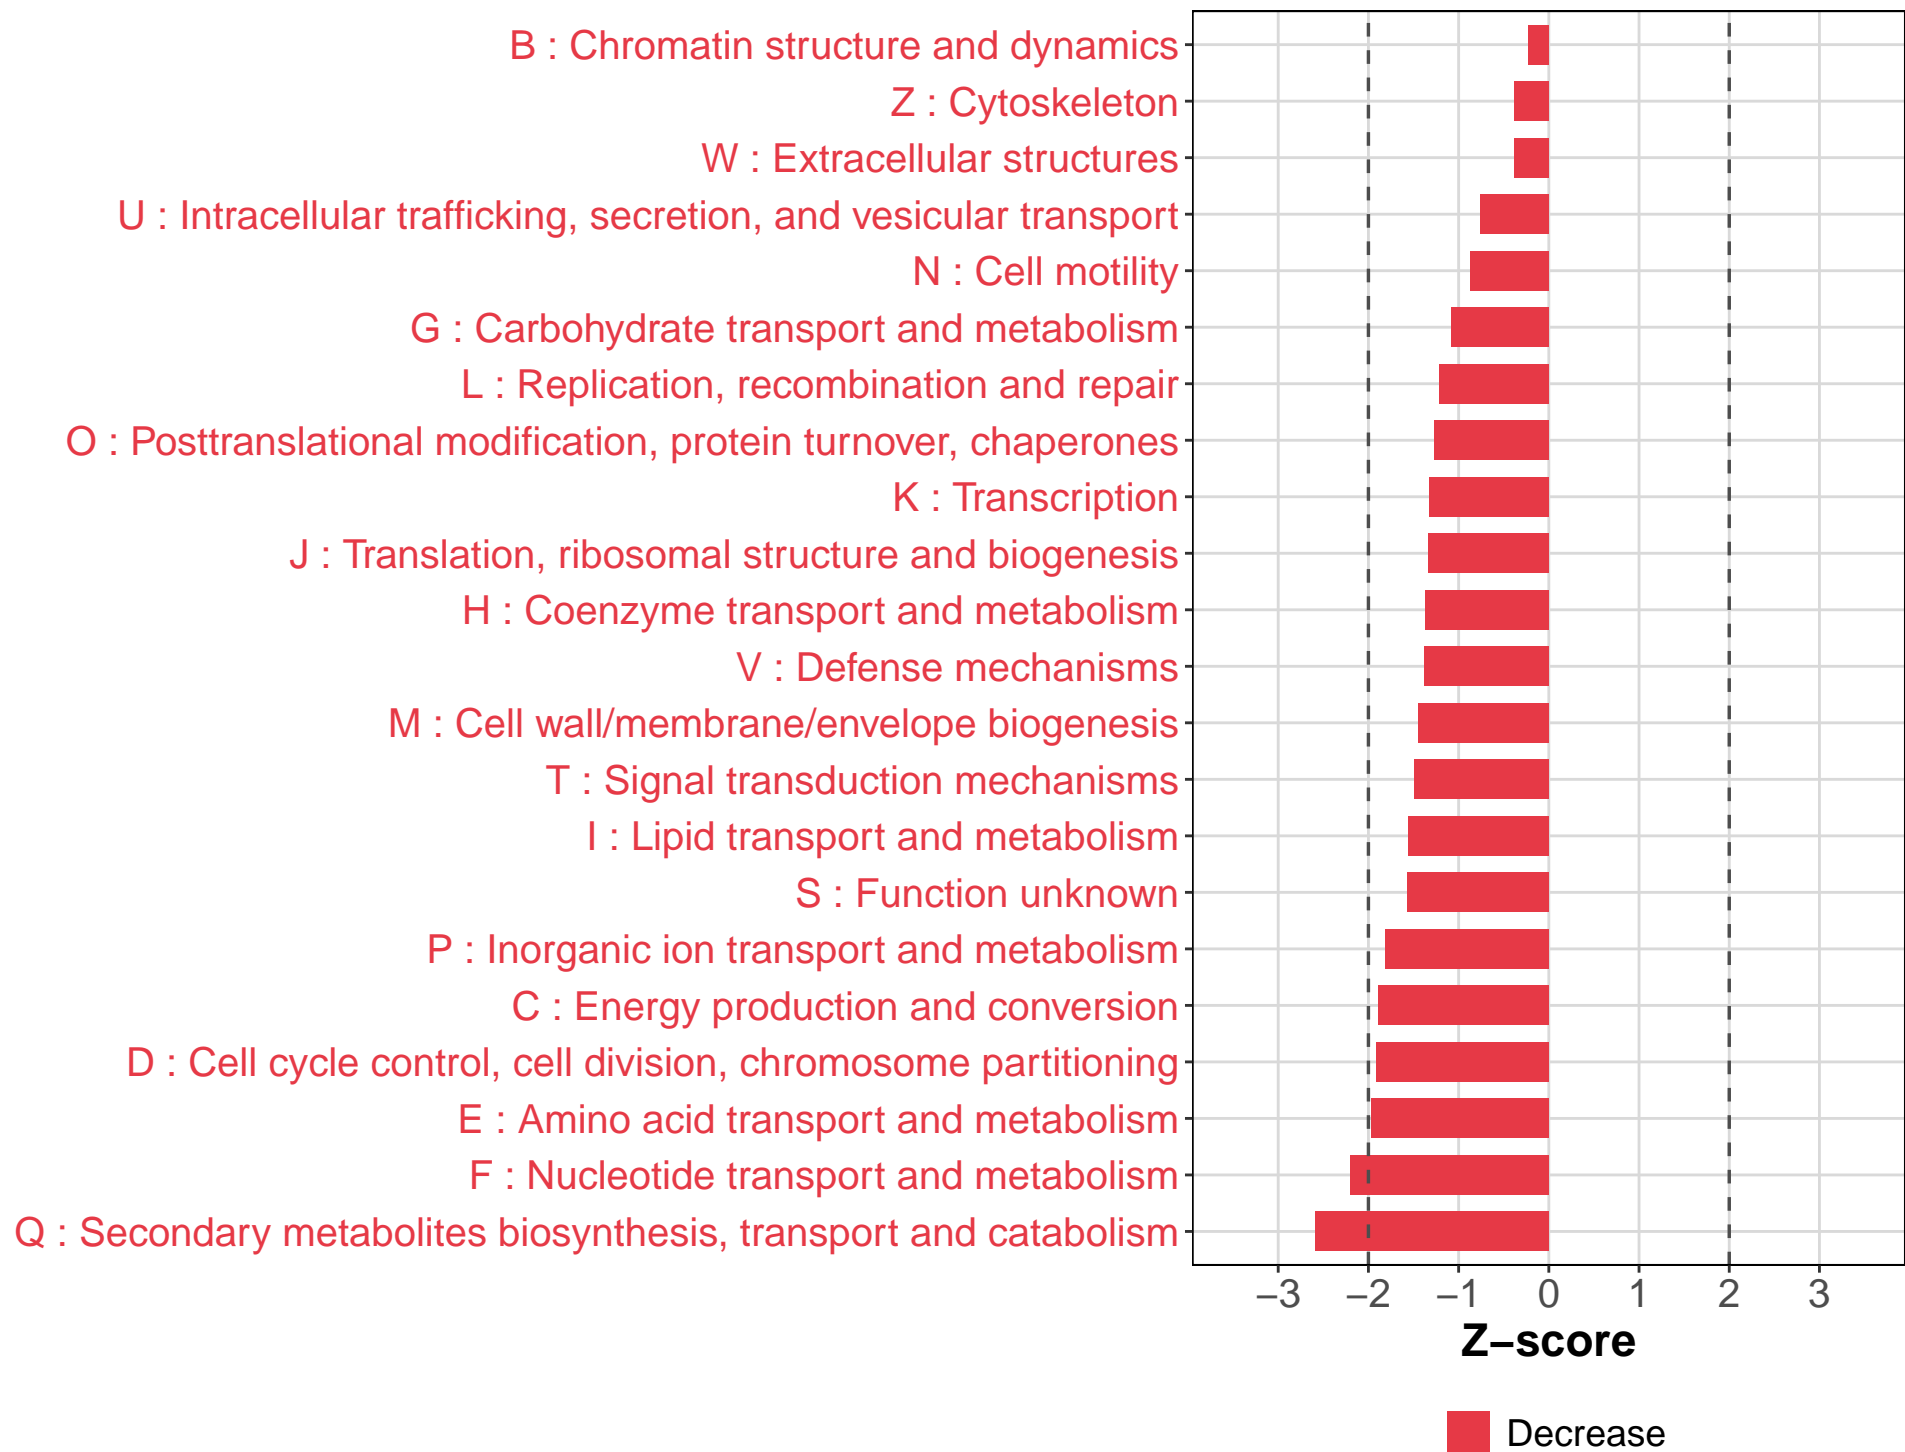 B : Chromatin structure and dynamics
Z : Cytoskeleton
W : Extracellular structures
U : Intracellular trafficking, secretion, and vesicular transport
N : Cell motility
G : Carbohydrate transport and metabolism
L : Replication, recombination and repair
O : Posttranslational modification, protein turnover, chaperones
K : Transcription
J : Translation, ribosomal structure and biogenesis
H : Coenzyme transport and metabolism
V : Defense mechanisms
M : Cell wall/membrane/envelope biogenesis
T : Signal transduction mechanisms
I : Lipid transport and metabolism
S : Function unknown
P : Inorganic ion transport and metabolism
C : Energy production and conversion
D : Cell cycle control, cell division, chromosome partitioning
E : Amino acid transport and metabolism
F : Nucleotide transport and metabolism
Q : Secondary metabolites biosynthesis, transport and catabolism
−3 −2 −1 0 1 2 3
Z−score
Decrease